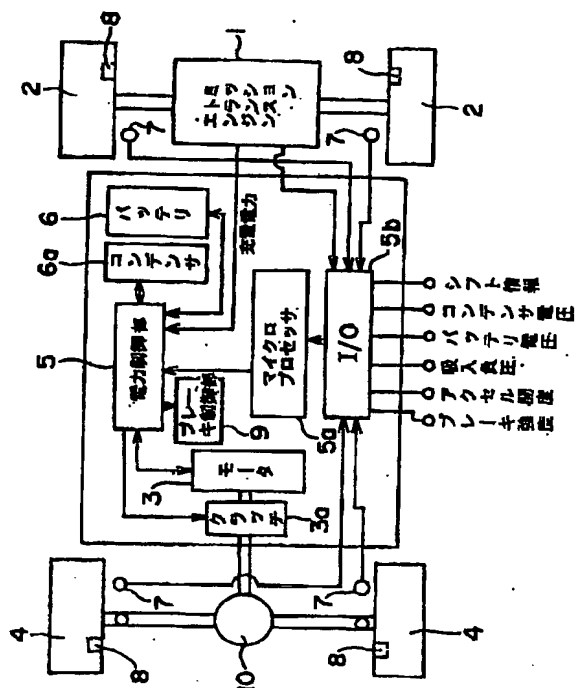 2
8
1
エンジン
トランス
ミッション
7
7
8
2
充電電力
6
バッテリ
6a
コンデンサ
5
電力制御部
ブレー
キ制御部
9
マイクロ
プロセッサ
5a
I/O
5b
3
モータ
クラッチ
3a
シフト情報
コンデンサ電圧
バッテリ電圧
吸入負圧
アクセル開度
ブレーキ強度
4
8
7
10
7
8
4